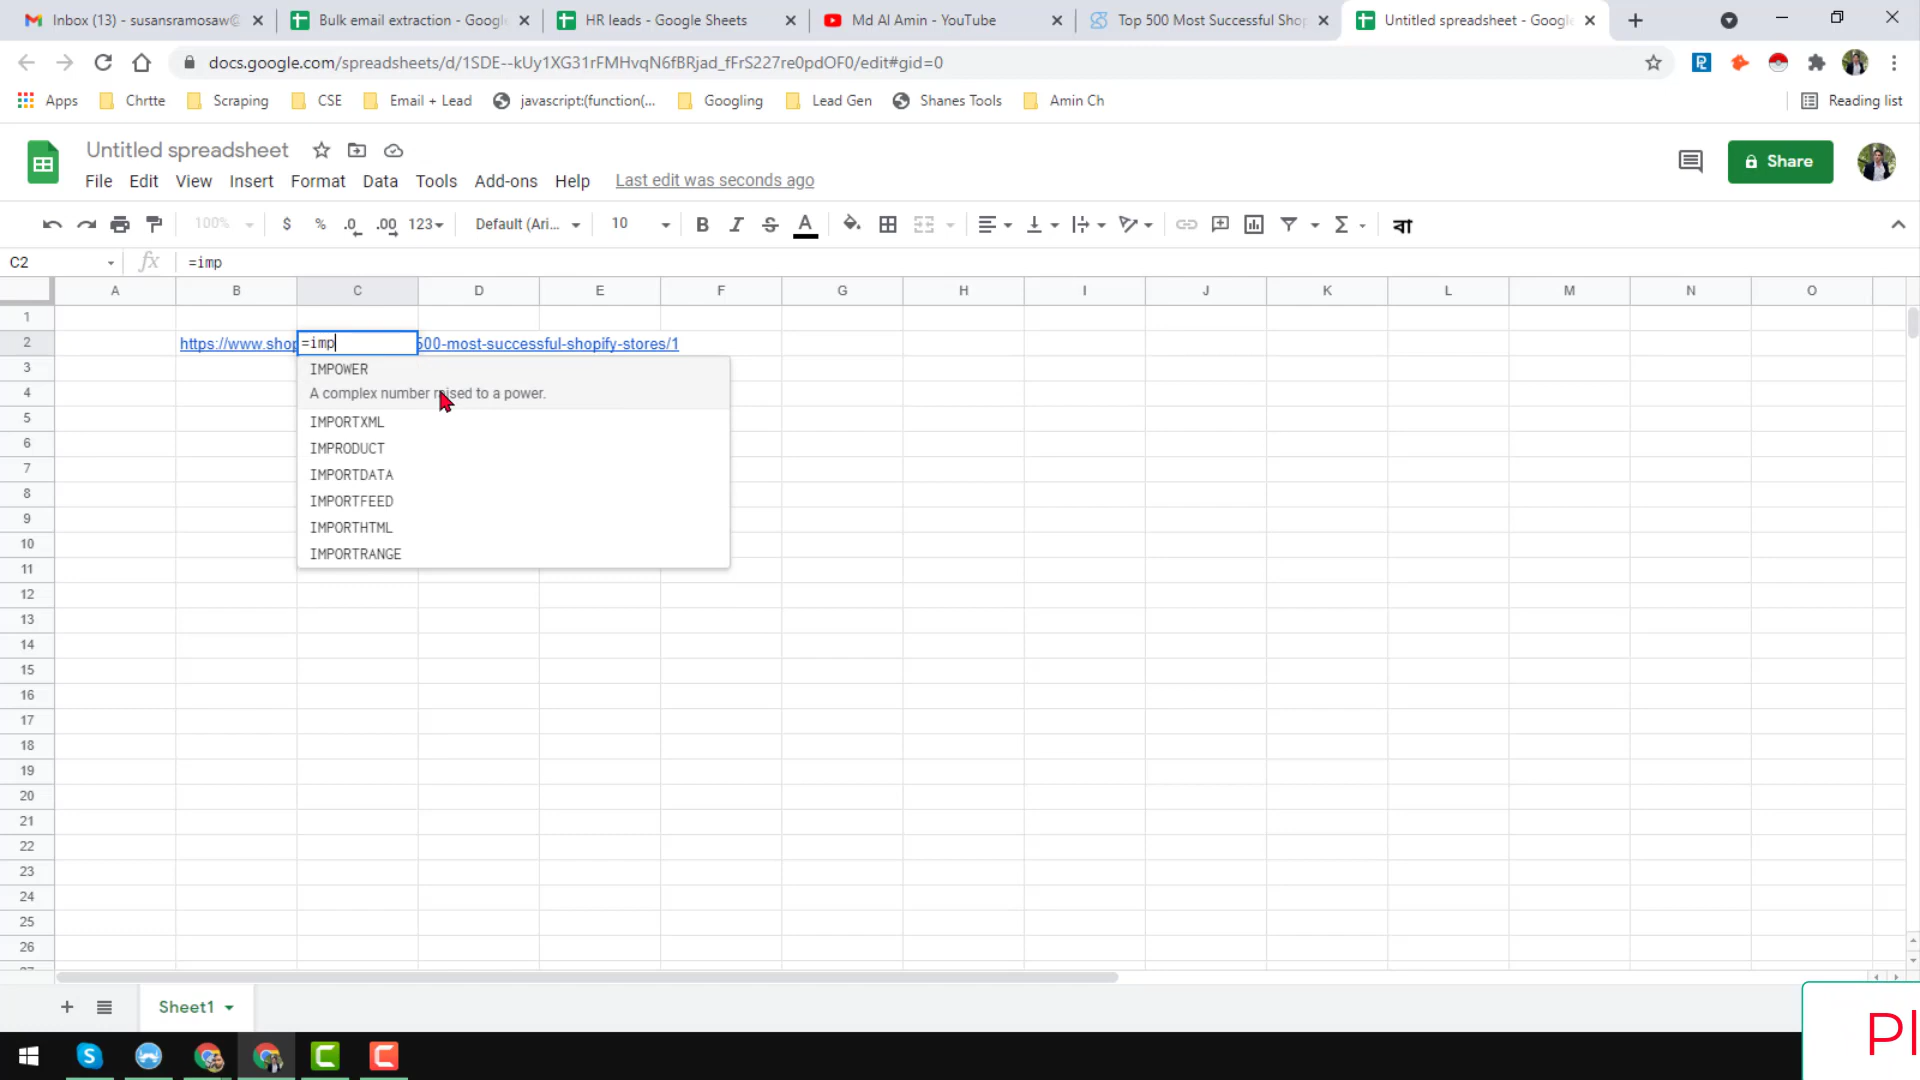 Inbox (13) - susansramosaw@
Bulk email extraction - Google
HR leads - Google Sheets
Md Al Amin - YouTube
Top 500 Most Successful Shop
Untitled spreadsheet - Google
docs.google.com/spreadsheets/d/1SDE--kUy1XG31rFMHvqN6fBRjad_fFrS227re0pdOF0/edit#gid=0
Apps Chrtte Scraping CSE Email + Lead javascript:(function(... Googling Lead Gen Shanes Tools Amin Ch Reading list
Untitled spreadsheet
Share
File Edit View Insert Format Data Tools Add-ons Help Last edit was seconds ago
100% $ % .0 .00 123 Default (Ari... 10 B I S A Σ বা
C2 fx =imp
A B C D E F G H I J K L M N O
1
2 https://www.shop =imp 500-most-successful-shopify-stores/1
3 IMPOWER
4 A complex number raised to a power.
5 IMPORTXML
6 IMPRODUCT
7 IMPORTDATA
8 IMPORTFEED
9 IMPORTHTML
10 IMPORTRANGE
11
12
13
14
15
16
17
18
19
20
21
22
23
24
25
26
Sheet1
Pl